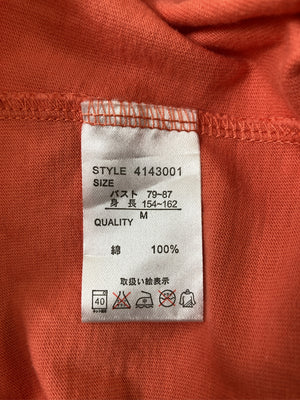 STYLE 4143001
SIZE
バスト 79~87
身 長 154~162
M
QUALITY
綿 100%
取扱い絵表示
40